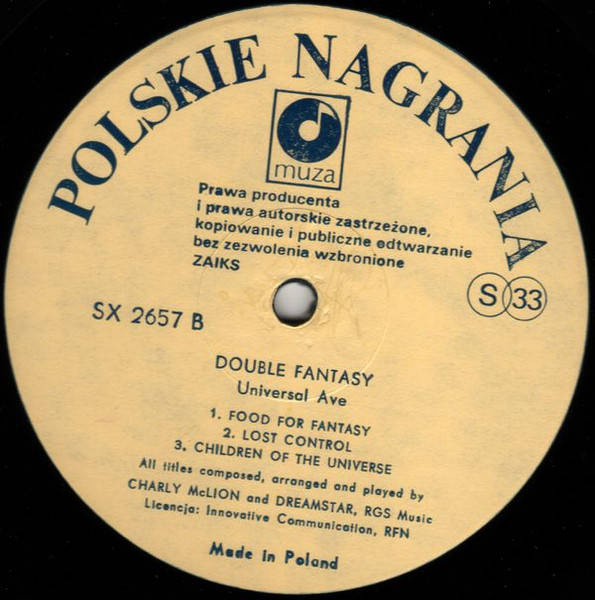 POLSKIE NAGRANIA
muza
Prawa producenta
i prawa autorskie zastrzeżone,
kopiowanie i publiczne odtwarzanie
bez zezwolenia wzbronione
ZAIKS
S 33
SX 2657 B
DOUBLE FANTASY
Universal Ave
1. FOOD FOR FANTASY
2. LOST CONTROL
3. CHILDREN OF THE UNIVERSE
All titles composed, arranged and played by
CHARLY McLION and DREAMSTAR, RGS Music
Licencja: Innovative Communication, RFN
Made in Poland